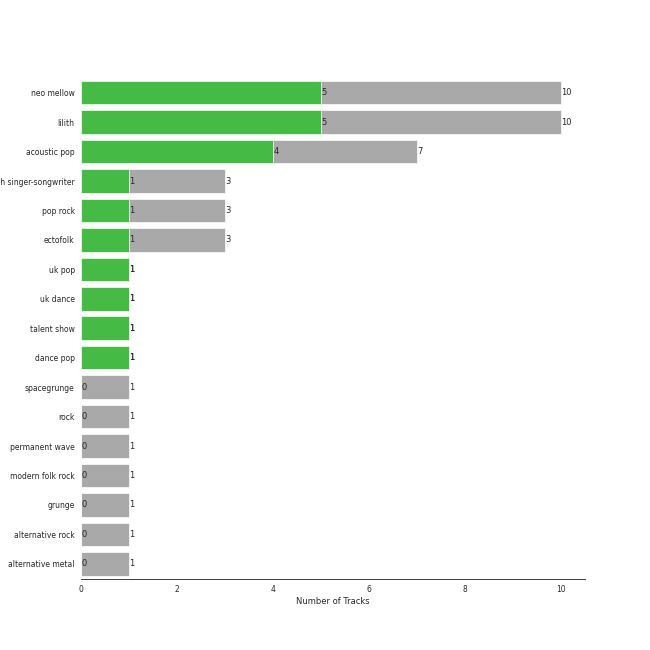 neo mellow 5 10
lilith 5 10
acoustic pop 4 7
h singer-songwriter 1 3
pop rock 1 3
ectofolk 1 3
uk pop 1
uk dance 1
talent show 1
dance pop 1
spacegrunge 0 1
rock 0 1
permanent wave 0 1
modern folk rock 0 1
grunge 0 1
alternative rock 0 1
alternative metal 0 1
0 2 4 6 8 10
Number of Tracks